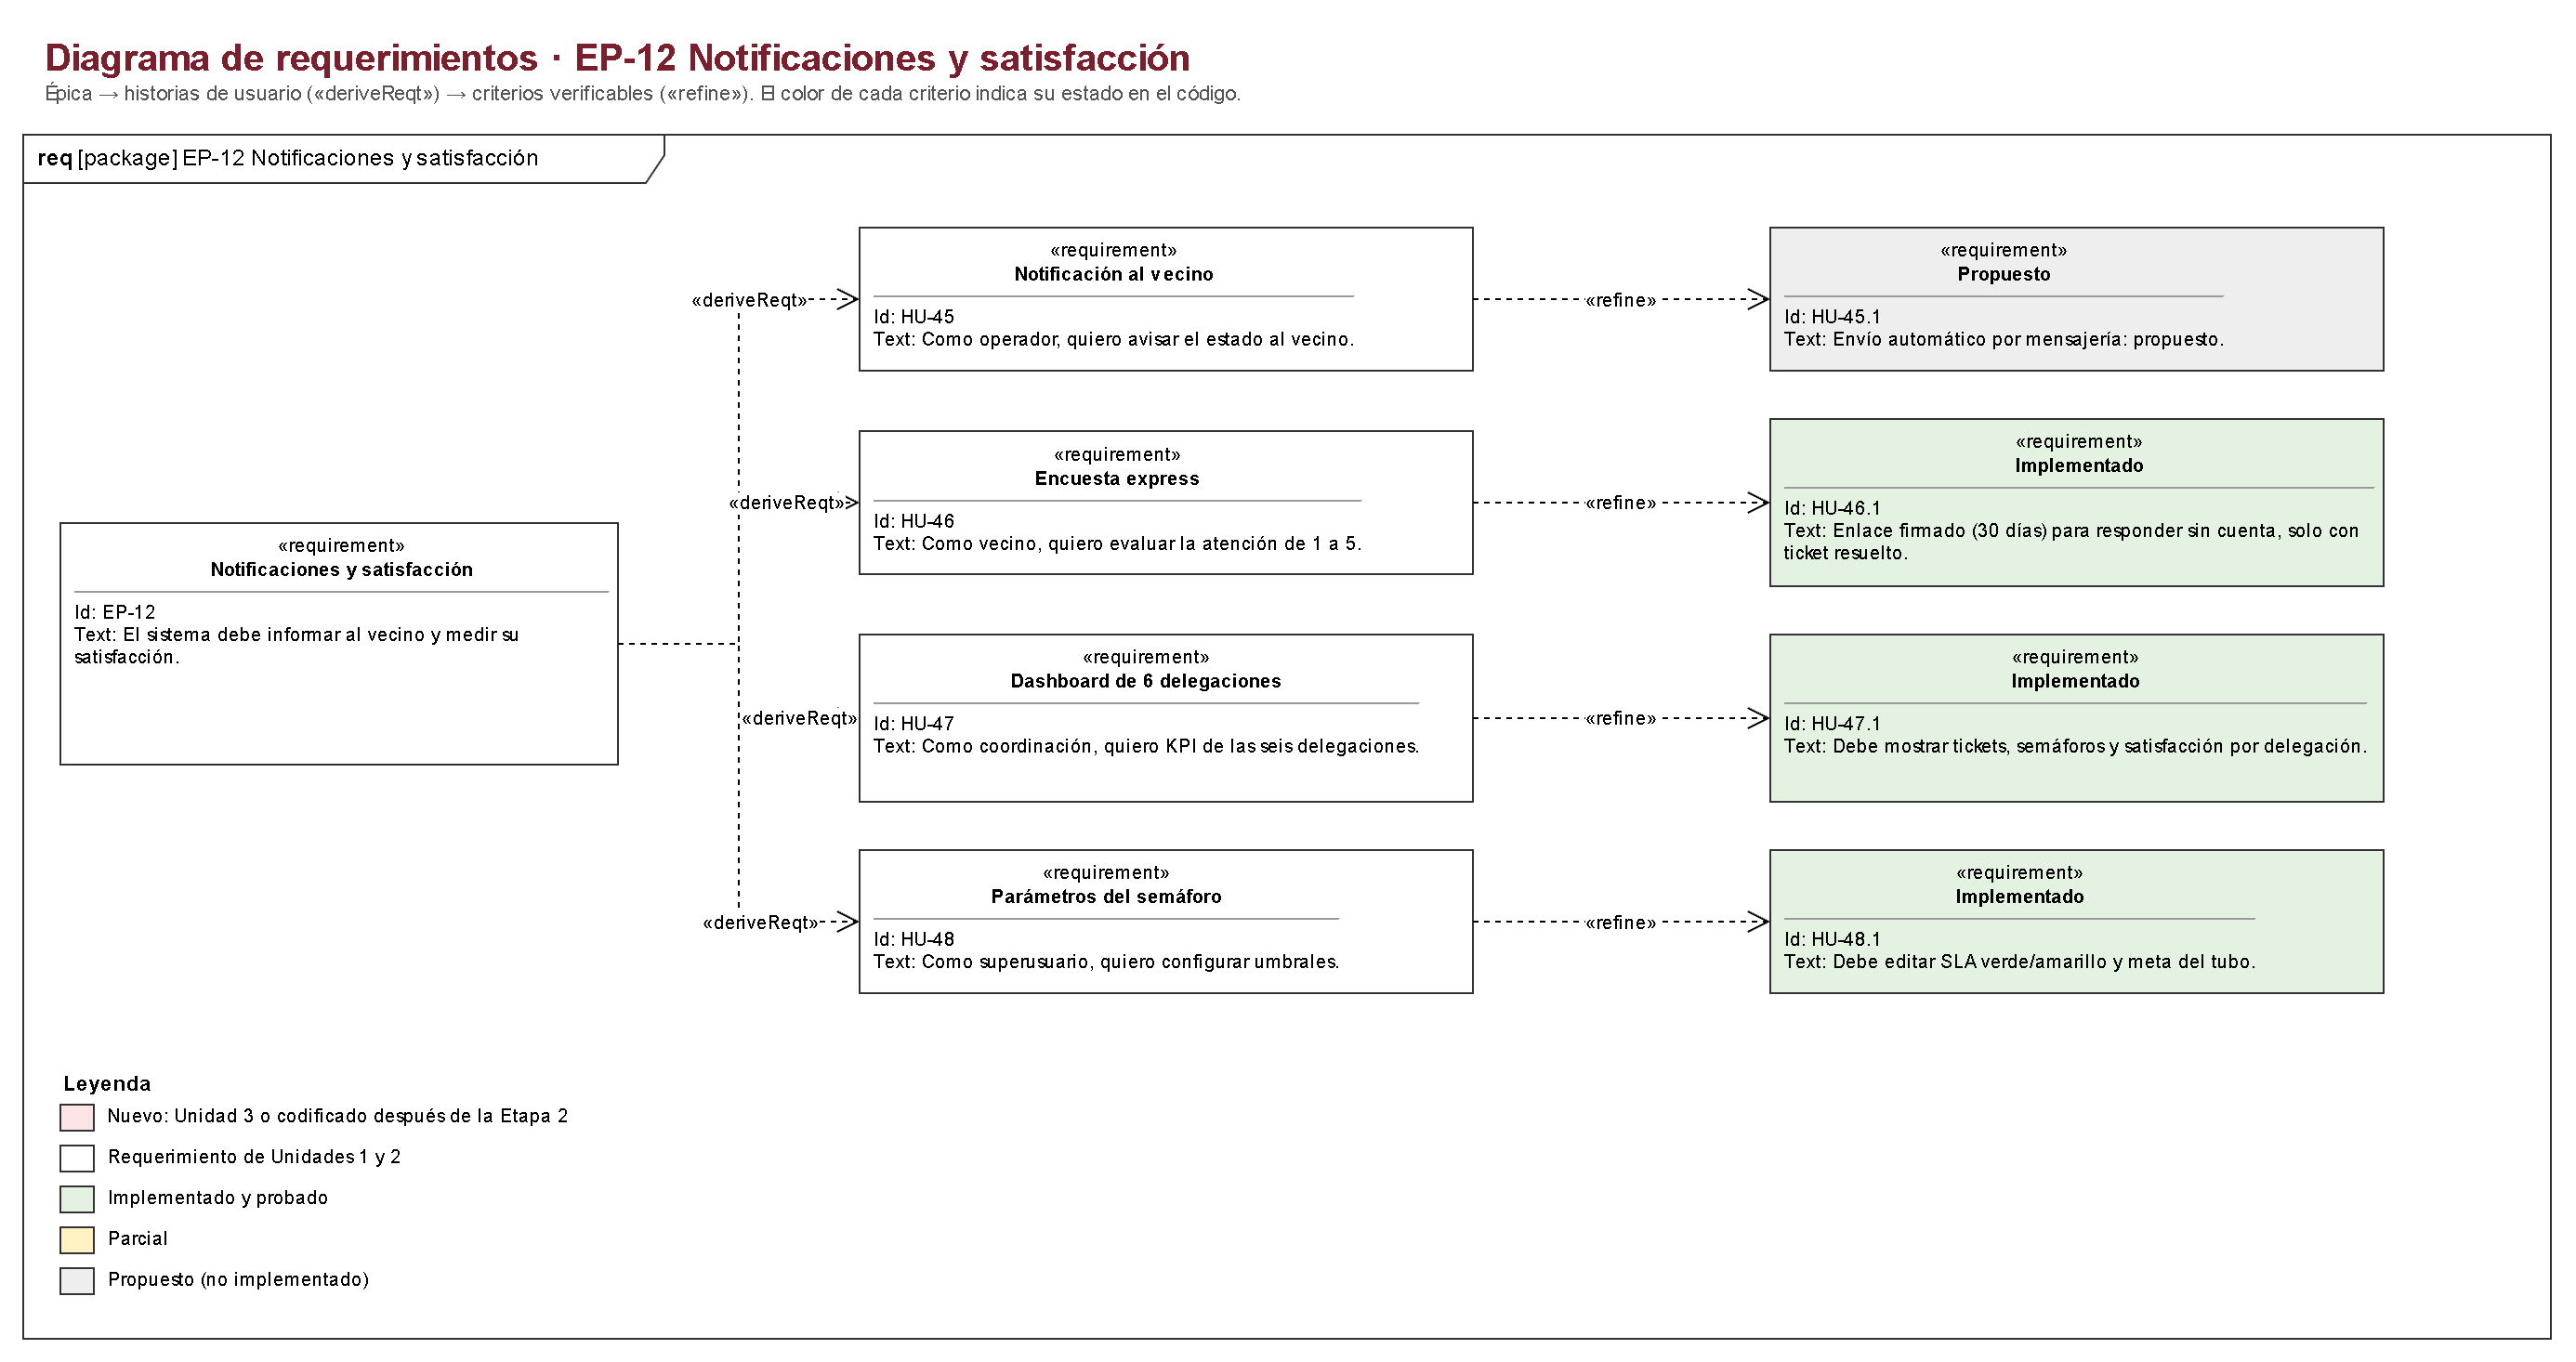 Diagrama de requerimientos · EP-12 Notificaciones y satisfacción
Épica → historias de usuario («deriveReqt») → criterios verificables («refine»). El color de cada criterio indica su estado en el código.
req [package] EP-12 Notificaciones y satisfacción
«requirement»
Notificaciones y satisfacción
Id: EP-12
Text: El sistema debe informar al vecino y medir su
satisfacción.
«deriveReqt»
«requirement»
Notificación al vecino
Id: HU-45
Text: Como operador, quiero avisar el estado al vecino.
«refine»
«requirement»
Propuesto
Id: HU-45.1
Text: Envío automático por mensajería: propuesto.
«deriveReqt»
«requirement»
Encuesta express
Id: HU-46
Text: Como vecino, quiero evaluar la atención de 1 a 5.
«refine»
«requirement»
Implementado
Id: HU-46.1
Text: Enlace firmado (30 días) para responder sin cuenta, solo con
ticket resuelto.
«deriveReqt»
«requirement»
Dashboard de 6 delegaciones
Id: HU-47
Text: Como coordinación, quiero KPI de las seis delegaciones.
«refine»
«requirement»
Implementado
Id: HU-47.1
Text: Debe mostrar tickets, semáforos y satisfacción por delegación.
«deriveReqt»
«requirement»
Parámetros del semáforo
Id: HU-48
Text: Como superusuario, quiero configurar umbrales.
«refine»
«requirement»
Implementado
Id: HU-48.1
Text: Debe editar SLA verde/amarillo y meta del tubo.
Leyenda
Nuevo: Unidad 3 o codificado después de la Etapa 2
Requerimiento de Unidades 1 y 2
Implementado y probado
Parcial
Propuesto (no implementado)